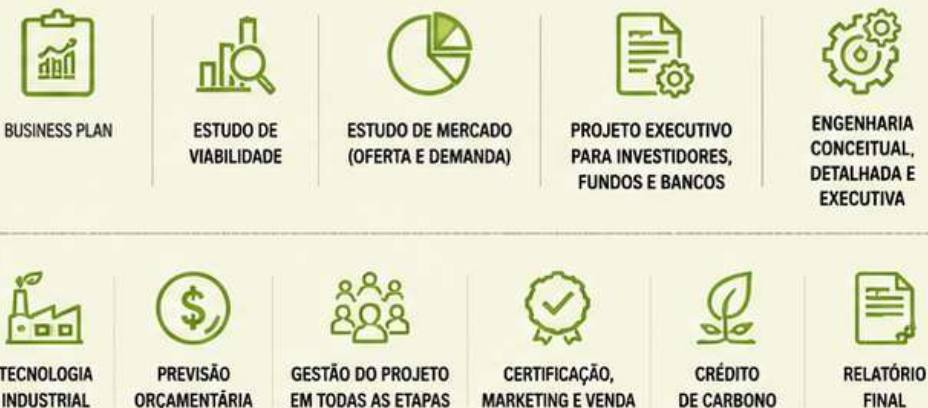 BUSINESS PLAN
ESTUDO DE
VIABILIDADE
ESTUDO DE MERCADO
(OFERTA E DEMANDA)
PROJETO EXECUTIVO
PARA INVESTIDORES,
FUNDOS E BANCOS
ENGENHARIA
CONCEITUAL,
DETALHADA E
EXECUTIVA
TECNOLOGIA
INDUSTRIAL
PREVISÃO
ORÇAMENTÁRIA
GESTÃO DO PROJETO
EM TODAS AS ETAPAS
CERTIFICAÇÃO,
MARKETING E VENDA
CRÉDITO
DE CARBONO
RELATÓRIO
FINAL